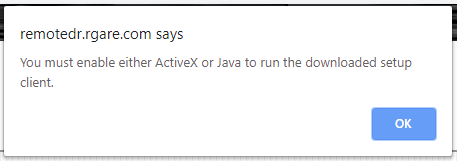 remotedr.rgare.com says
You must enable either ActiveX or Java to run the downloaded setup
client.
OK